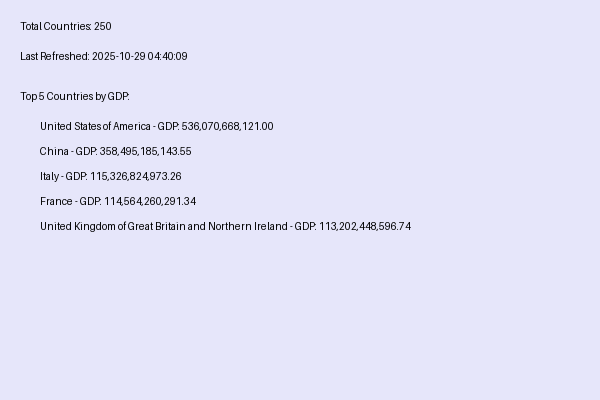 Total Countries: 250
Last Refreshed: 2025-10-29 04:40:09
Top 5 Countries by GDP:
United States of America - GDP: 536,070,668,121.00
China - GDP: 358,495,185,143.55
Italy - GDP: 115,326,824,973.26
France - GDP: 114,564,260,291.34
United Kingdom of Great Britain and Northern Ireland - GDP: 113,202,448,596.74